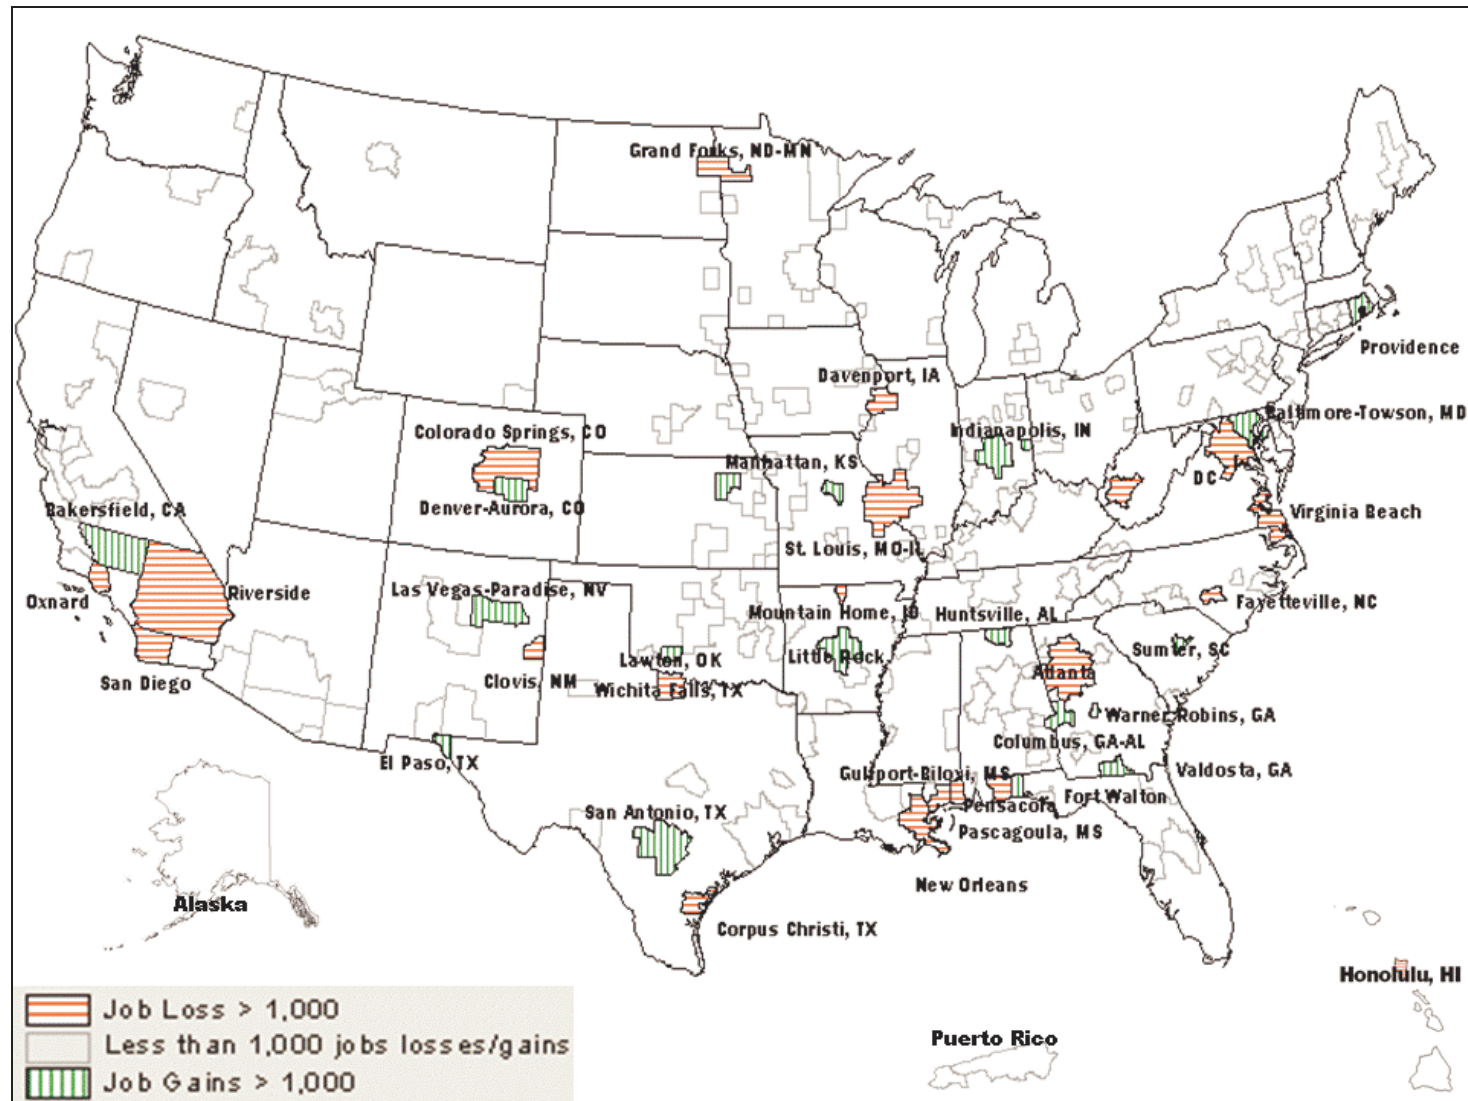 Grand Forks, ND-MN
Providence
Davenport, IA
Baltimore-Towson, MD
Colorado Springs, CO
Indianapolis, IN
Manhattan, KS
DC
Bakersfield, CA
Denver-Aurora, CO
Virginia Beach
St. Louis, MO-IL
Oxnard
Riverside
Las Vegas-Paradise, NV
Mountain Home, ID
Huntsville, AL
Fayetteville, NC
Sumter, SC
Lawton, OK
Little Rock
Atlanta
San Diego
Clovis, NM
Wichita Falls, TX
Warner Robins, GA
Columbus, GA-AL
El Paso, TX
Gulfport-Biloxi, MS
Valdosta, GA
Fort Walton
Pensacola
San Antonio, TX
Pascagoula, MS
New Orleans
Alaska
Corpus Christi, TX
Honolulu, HI
Puerto Rico
Job Loss > 1,000
Less than 1,000 jobs losses/gains
Job Gains > 1,000